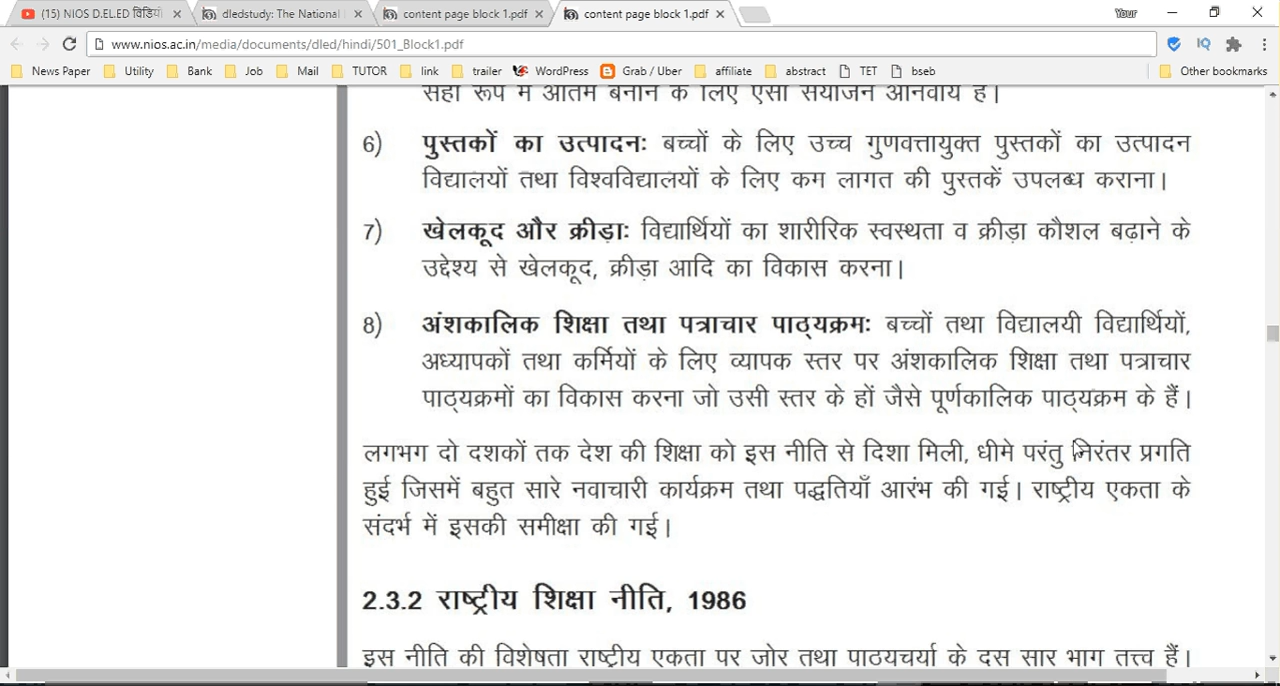 (15) NIOS D.ELED विडियो
dledstudy: The National
content page block 1.pdf
content page block 1.pdf
Your
www.nios.ac.in/media/documents/dled/hindi/501_Block1.pdf
News Paper Utility Bank Job Mail TUTOR link trailer WordPress Grab / Uber affiliate abstract TET bseb Other bookmarks
सही रूप में अंतिम बनाने के लिए ऐसा संयोजन अनिवार्य है।
6) पुस्तकों का उत्पादन: बच्चों के लिए उच्च गुणवत्तायुक्त पुस्तकों का उत्पादन
विद्यालयों तथा विश्वविद्यालयों के लिए कम लागत की पुस्तकें उपलब्ध कराना।
7) खेलकूद और क्रीड़ा: विद्यार्थियों का शारीरिक स्वस्थता व क्रीड़ा कौशल बढ़ाने के
उद्देश्य से खेलकूद, क्रीड़ा आदि का विकास करना।
8) अंशकालिक शिक्षा तथा पत्राचार पाठ्यक्रम: बच्चों तथा विद्यालयी विद्यार्थियों,
अध्यापकों तथा कर्मियों के लिए व्यापक स्तर पर अंशकालिक शिक्षा तथा पत्राचार
पाठ्यक्रमों का विकास करना जो उसी स्तर के हों जैसे पूर्णकालिक पाठ्यक्रम के हैं।
लगभग दो दशकों तक देश की शिक्षा को इस नीति से दिशा मिली, धीमे परंतु निरंतर प्रगति
हुई जिसमें बहुत सारे नवाचारी कार्यक्रम तथा पद्धतियाँ आरंभ की गई। राष्ट्रीय एकता के
संदर्भ में इसकी समीक्षा की गई।
2.3.2 राष्ट्रीय शिक्षा नीति, 1986
इस नीति की विशेषता राष्ट्रीय एकता पर जोर तथा पाठयचर्या के दस सार भाग तत्त्व हैं।